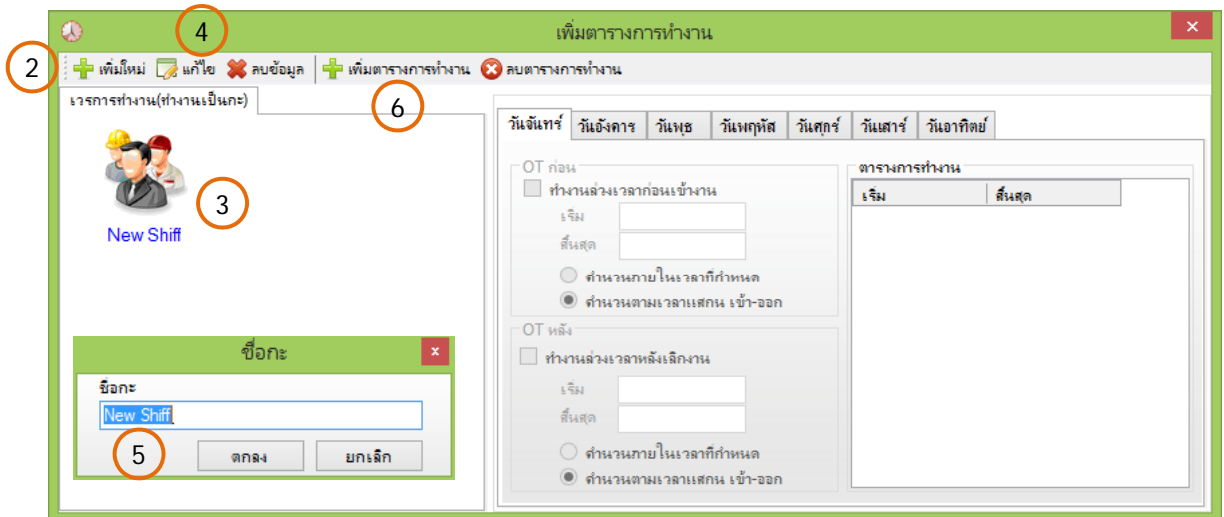 4
เพิ่มตารางการทำงาน
2
เพิ่มใหม่ แก้ไข ลบข้อมูล เพิ่มตารางการทำงาน ลบตารางการทำงาน
เวรการทำงาน(ทำงานเป็นกะ)
6
3
New Shiff
ชื่อกะ
ชื่อกะ
New Shiff
5
ตกลง ยกเลิก
วันจันทร์ วันอังคาร วันพุธ วันพฤหัส วันศุกร์ วันเสาร์ วันอาทิตย์
OT ก่อน
ทำงานล่วงเวลาก่อนเข้างาน
เริ่ม
สิ้นสุด
คำนวนภายในเวลาที่กำหนด
คำนวนตามเวลาแสกน เข้า-ออก
OT หลัง
ทำงานล่วงเวลาหลังเลิกงาน
เริ่ม
สิ้นสุด
คำนวนภายในเวลาที่กำหนด
คำนวนตามเวลาแสกน เข้า-ออก
ตารางการทำงาน
เริ่ม สิ้นสุด